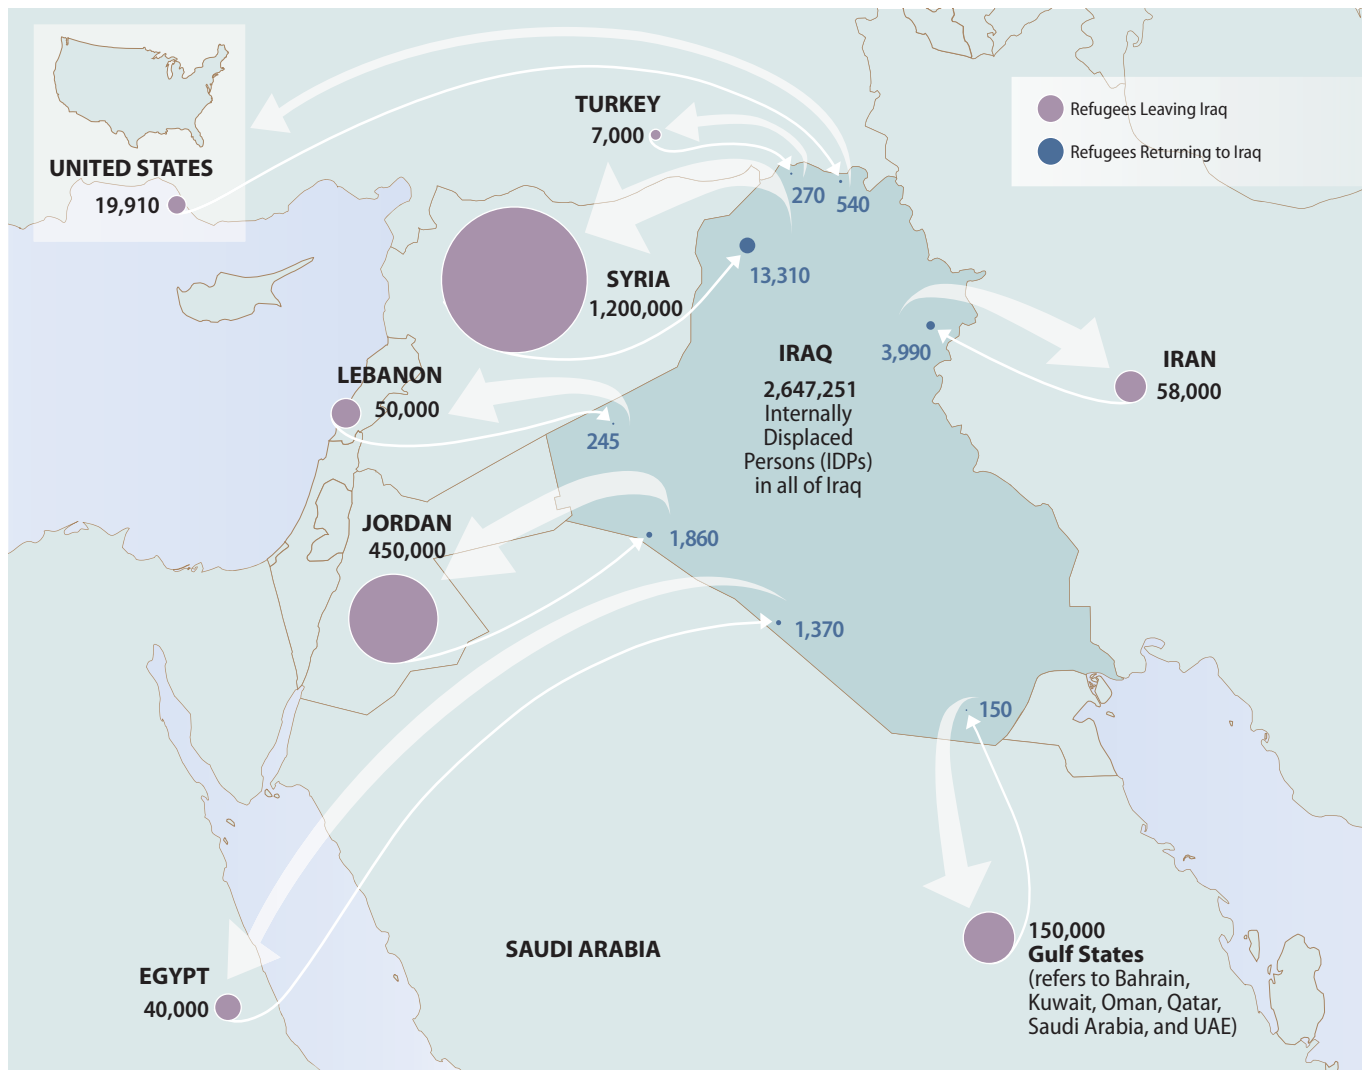 UNITED STATES
19,910
TURKEY
7,000
Refugees Leaving Iraq
Refugees Returning to Iraq
270
540
13,310
SYRIA
1,200,000
LEBANON
50,000
245
IRAQ
2,647,251
Internally
Displaced
Persons (IDPs)
in all of Iraq
3,990
IRAN
58,000
JORDAN
450,000
1,860
1,370
150
SAUDI ARABIA
EGYPT
40,000
150,000
Gulf States
(refers to Bahrain,
Kuwait, Oman, Qatar,
Saudi Arabia, and UAE)